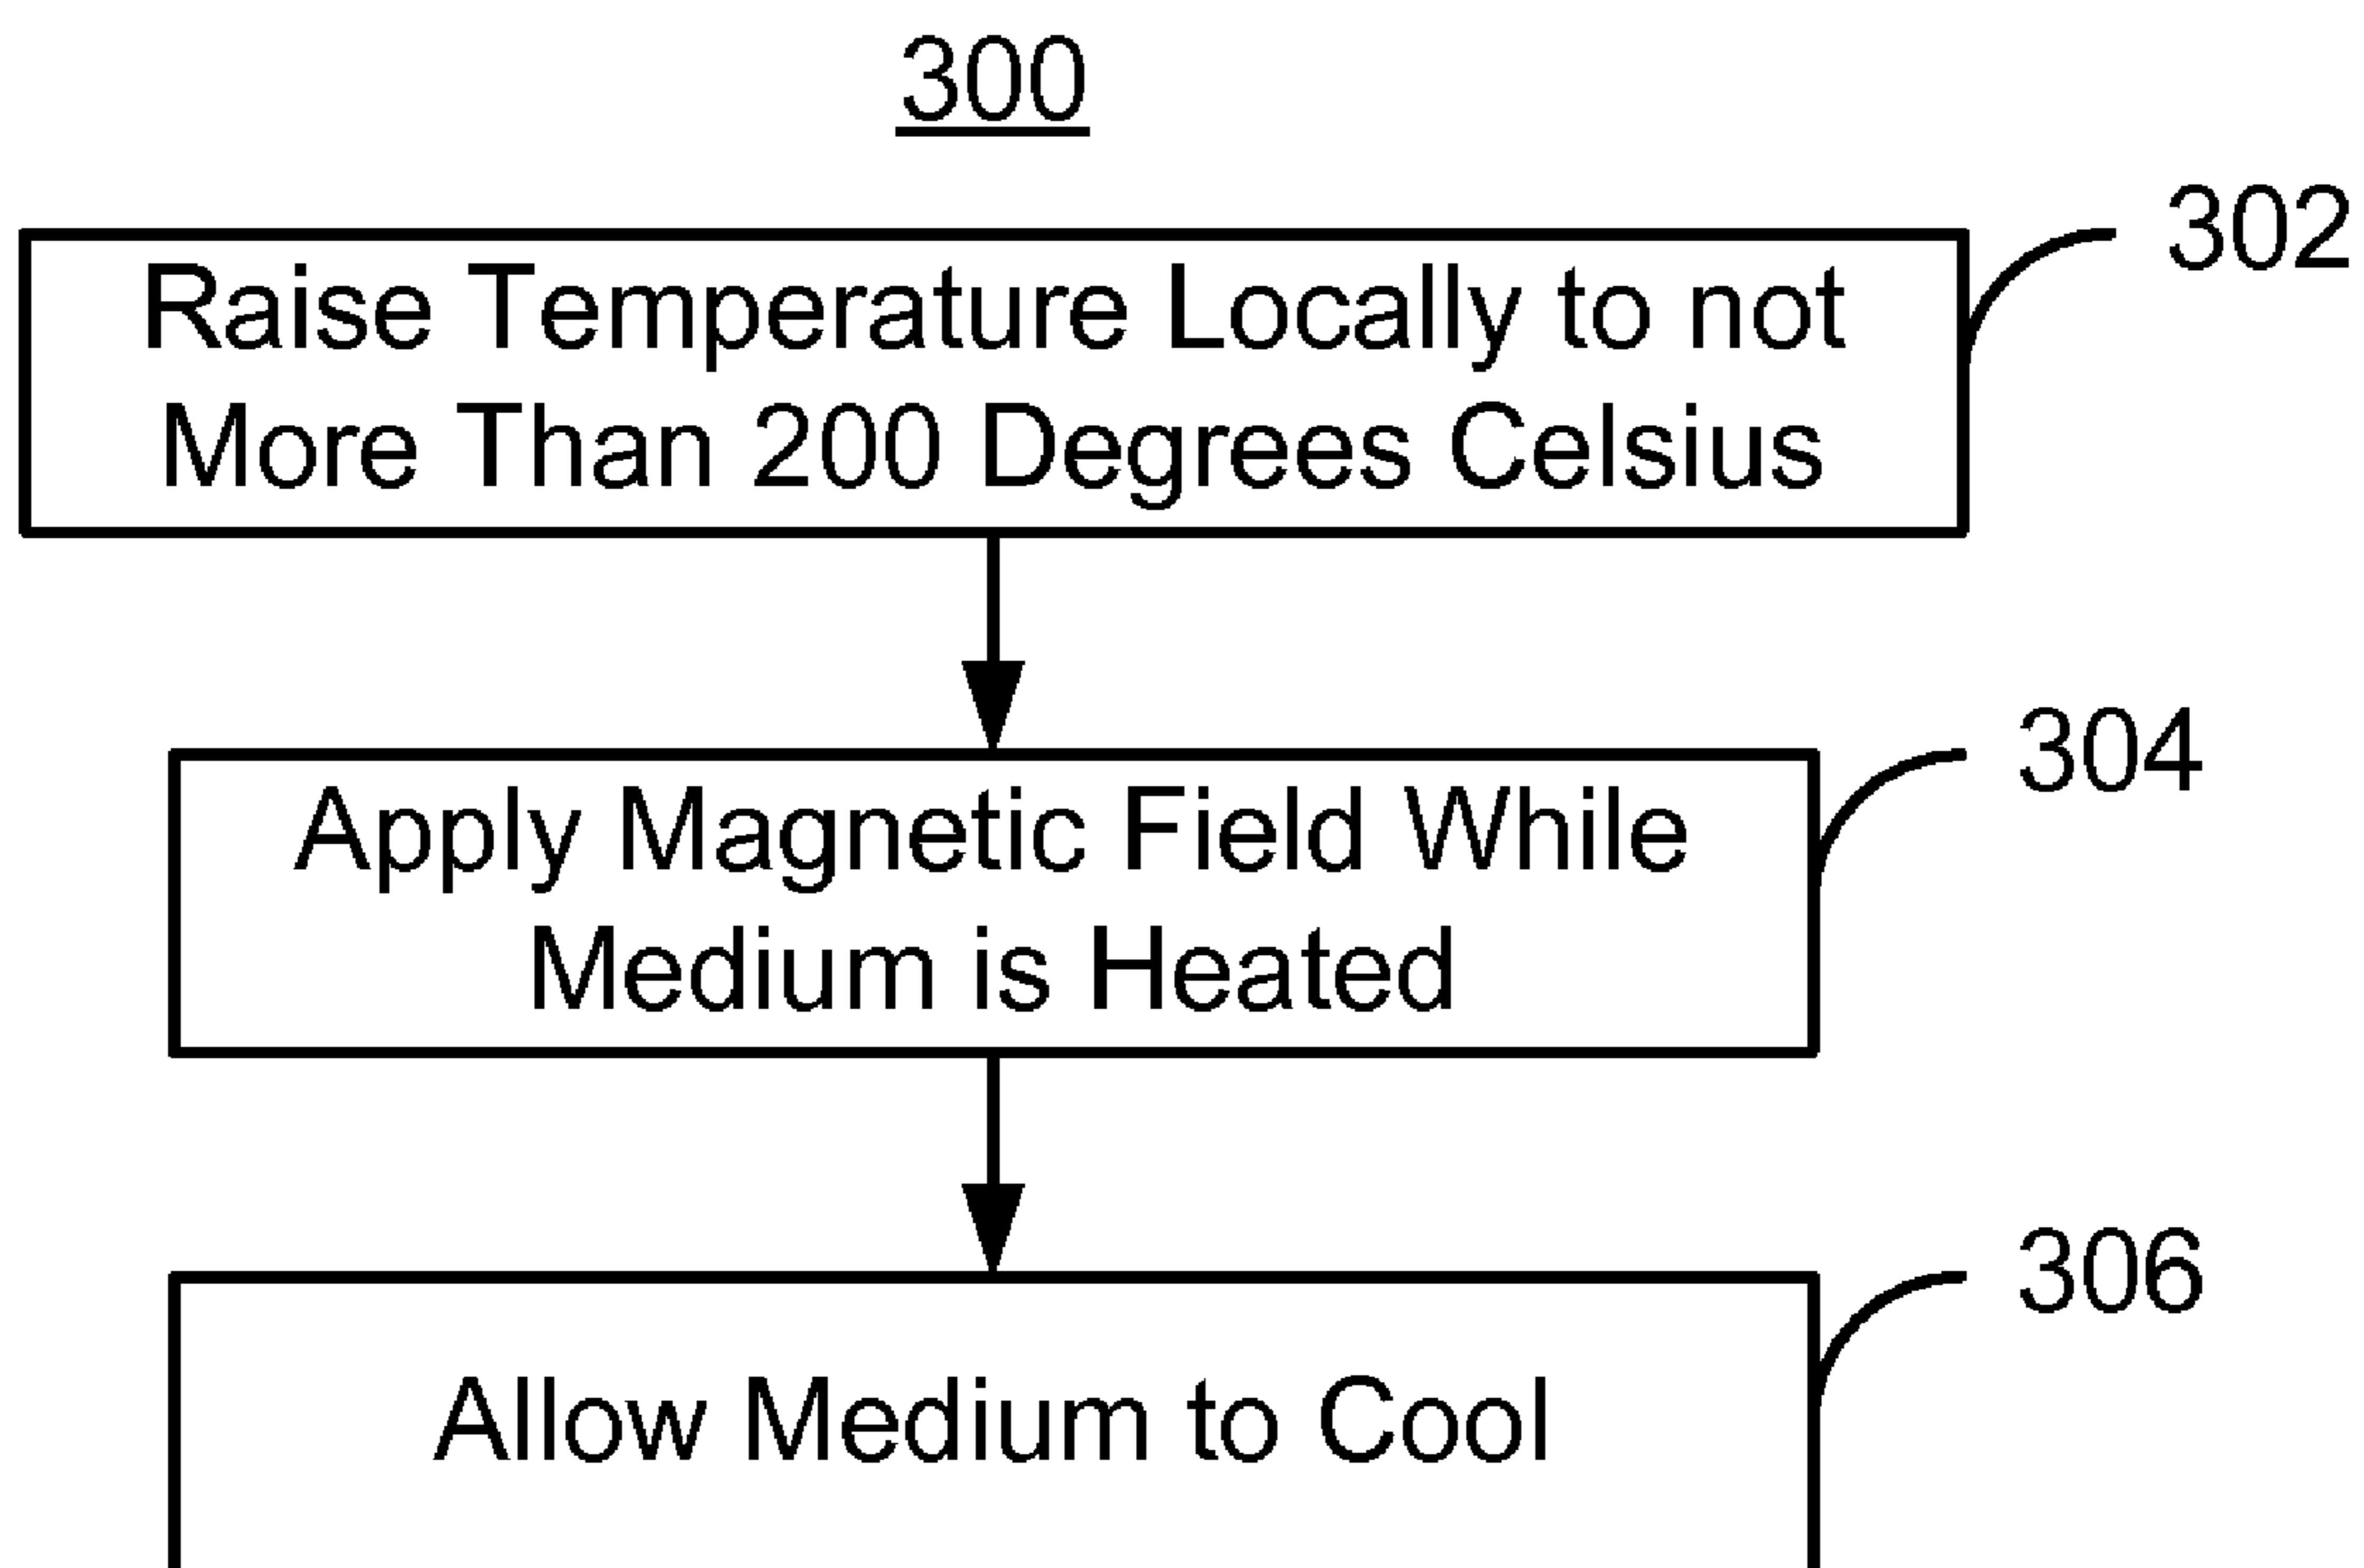 300
302
Raise Temperature Locally to not
More Than 200 Degrees Celsius
304
Apply Magnetic Field While
Medium is Heated
306
Allow Medium to Cool